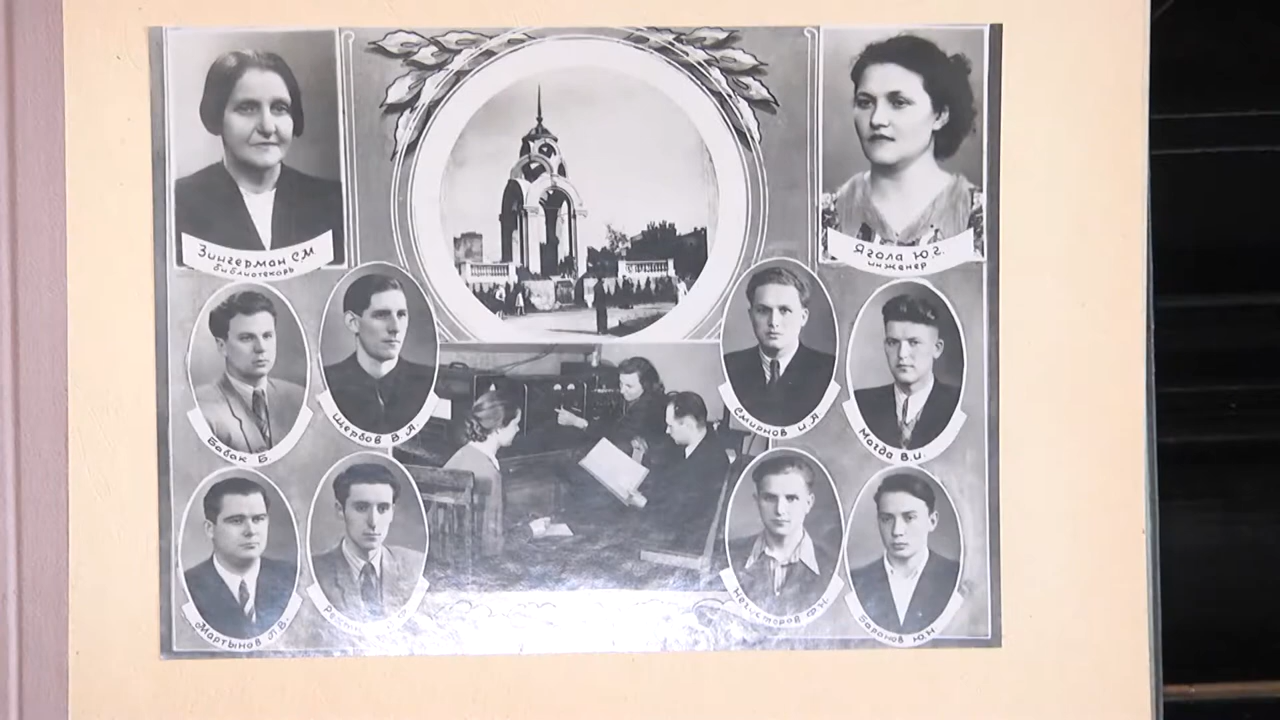 Зингерман С.М
библиотекарь
Ягола Ю.Г.
инженер
Бабак Б.
Щербов В.А.
Смирнов И.А
Магда В.И.
Мартынов Л.В.
Баранов Ю.Н